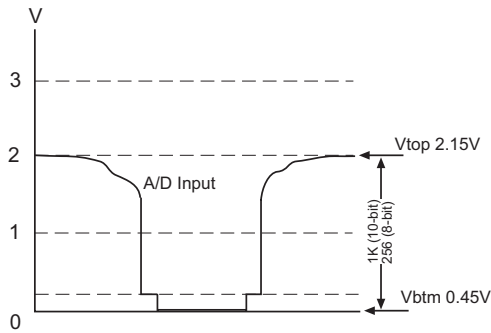 V
3
2
1
0
A/D Input
Vtop 2.15V
1K (10-bit)
256 (8-bit)
Vbtm 0.45V